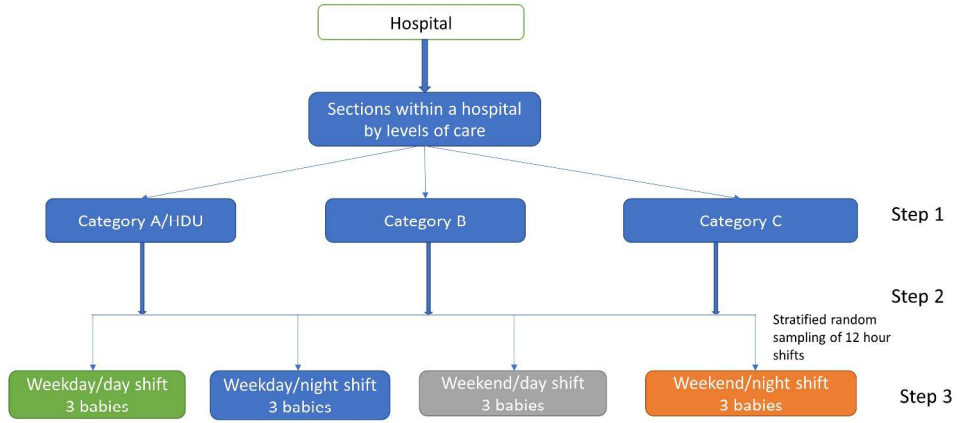 Hospital
Sections within a hospital
by levels of care
Category A/HDU
Category B
Category C
Step 1
Step 2
Stratified random
sampling of 12 hour
shifts
Weekday/day shift
3 babies
Weekday/night shift
3 babies
Weekend/day shift
3 babies
Weekend/night shift
3 babies
Step 3